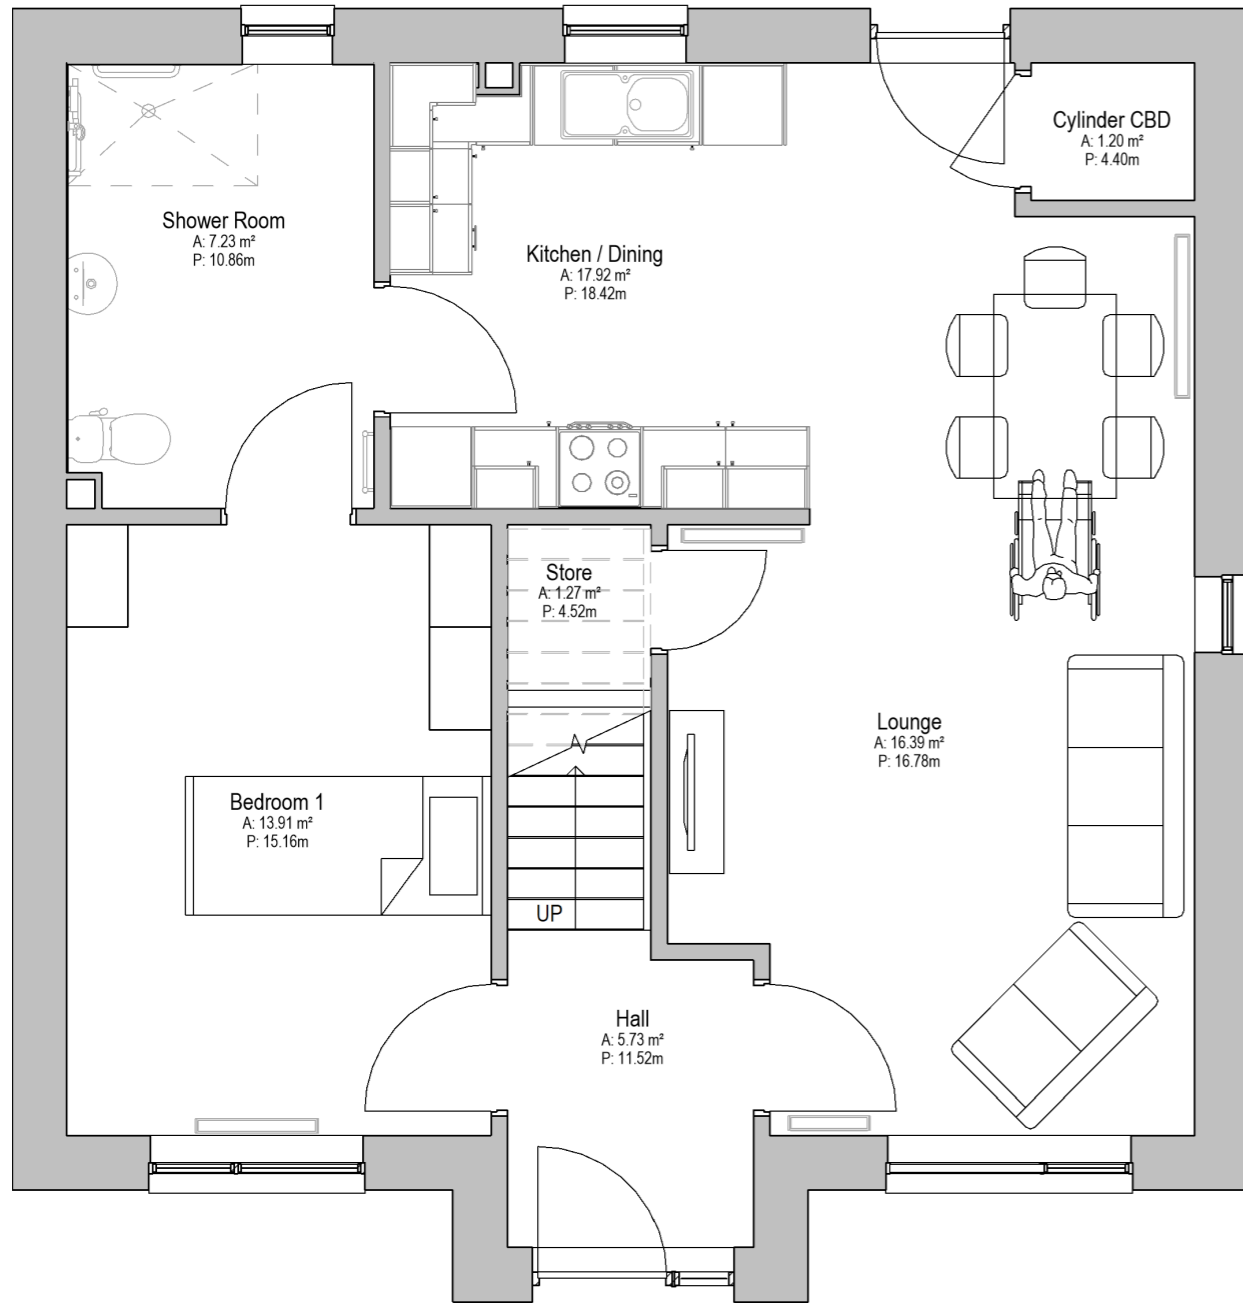 Cylinder CBD
A: 1.20 m²
P: 4.40m
Shower Room
A: 7.23 m²
P: 10.86m
Kitchen / Dining
A: 17.92 m²
P: 18.42m
Store
A: 1.27 m²
P: 4.52m
Lounge
A: 16.39 m²
P: 16.78m
Bedroom 1
A: 13.91 m²
P: 15.16m
UP
Hall
A: 5.73 m²
P: 11.52m